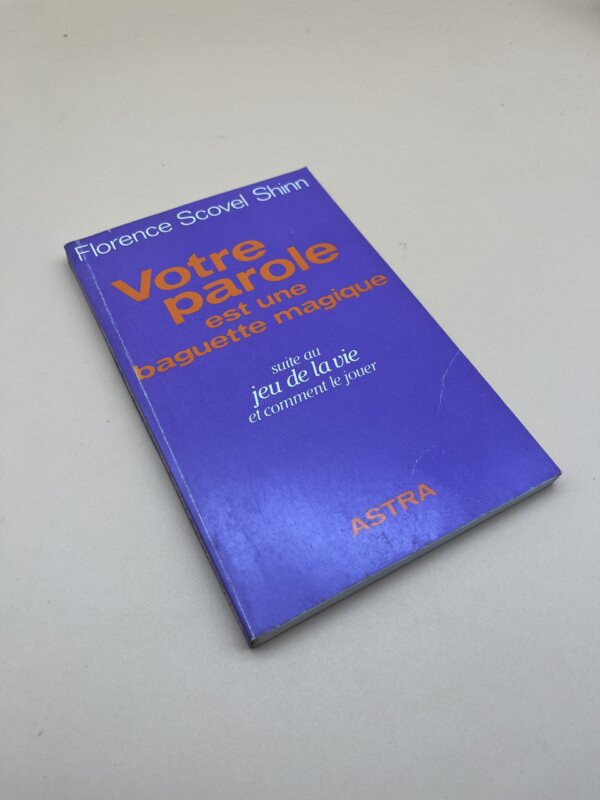 Florence Scovel Shinn
Votre
parole
est une
baguette magique
suite au
jeu de la vie
et comment le jouer
ASTRA